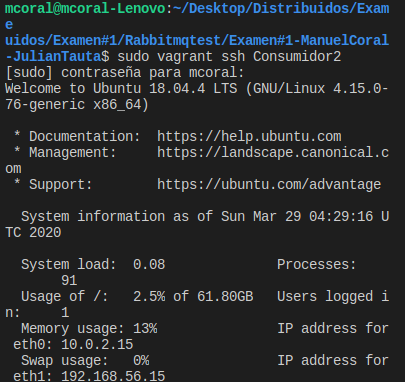 mcoral@mcoral-Lenovo:~/Desktop/Distribuidos/Exam
e
uidos/Examen#1/Rabbitmqtest/Examen#1-ManuelCoral
-JulianTauta$ sudo vagrant ssh Consumidor2
[sudo] contraseña para mcoral:
Welcome to Ubuntu 18.04.4 LTS (GNU/Linux 4.15.0-
76-generic x86_64)

 * Documentation:  https://help.ubuntu.com
 * Management:     https://landscape.canonical.c
om
 * Support:        https://ubuntu.com/advantage

  System information as of Sun Mar 29 04:29:16 U
TC 2020

  System load:  0.08              Processes:
       91
  Usage of /:   2.5% of 61.80GB   Users logged i
n:     1
  Memory usage: 13%               IP address for
 eth0: 10.0.2.15
  Swap usage:   0%                IP address for
 eth1: 192.168.56.15